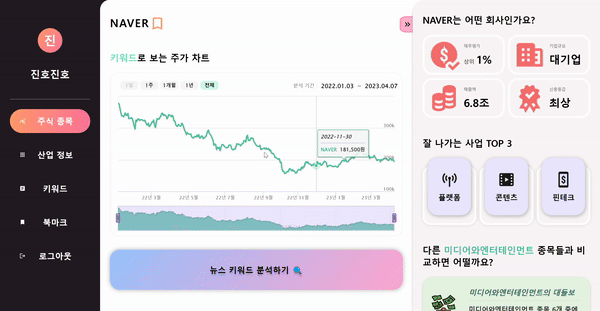 진
진호진호
주식 종목
산업 정보
키워드
북마크
로그아웃
NAVER
키워드로 보는 주가 차트
1주
1개월
1년
전체
분석 기간
2022.01.03 ~ 2023.04.07
300k
200k
100k
2022-11-30
NAVER 181,500원
22년 3월
22년 5월
22년 7월
22년 9월
22년 11월
23년 1월
23년 3월
뉴스 키워드 분석하기
NAVER는 어떤 회사인가요?
재무평가
상위 1%
기업규모
대기업
매출액
6.8조
신용등급
최상
잘 나가는 사업 TOP 3
플랫폼
콘텐츠
핀테크
다른 미디어와엔터테인먼트 종목들과 비
교하면 어떨까요?
미디어와엔터테인먼트의 대들보
미디어와엔터테인먼트 종목 6개 중에